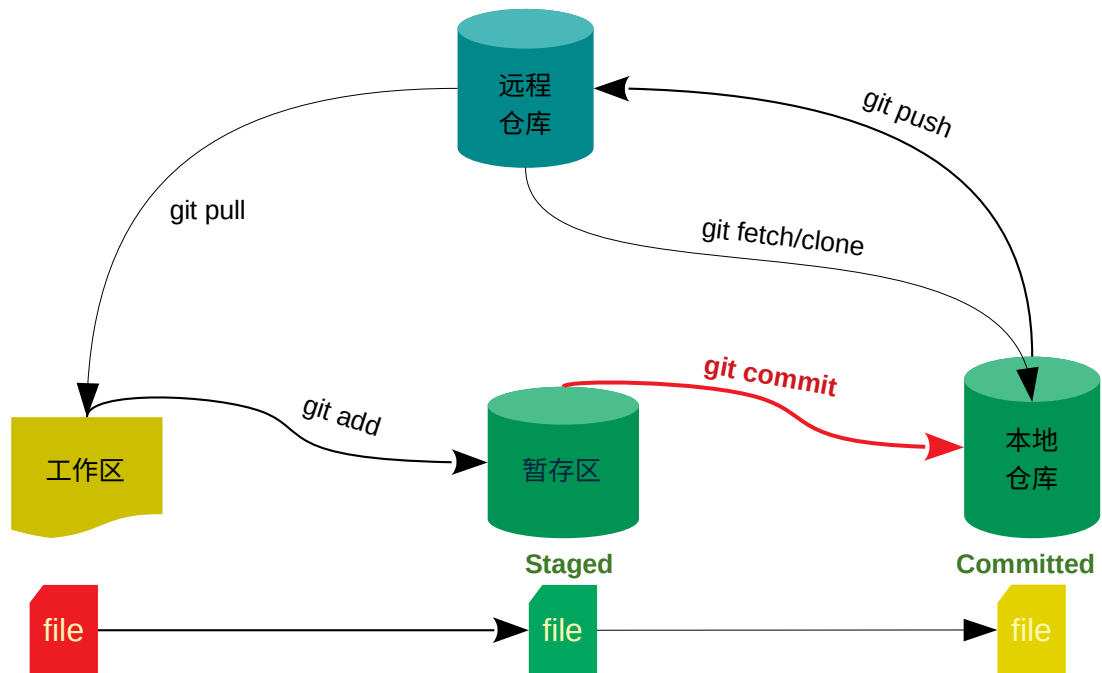 远程
仓库
git push
git pull
git fetch/clone
git commit
git add
工作区
暂存区
本地
仓库
Staged
Committed
file
file
file